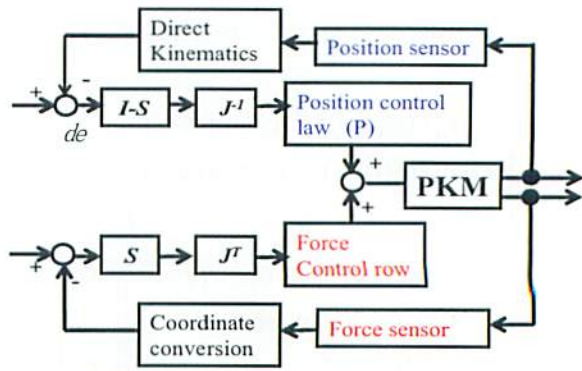 Direct
Kinematics
Position sensor
-
+
de
I-S
J-1
Position control
law (P)
+
+
PKM
+
-
S
JT
Force
Control row
Coordinate
conversion
Force sensor